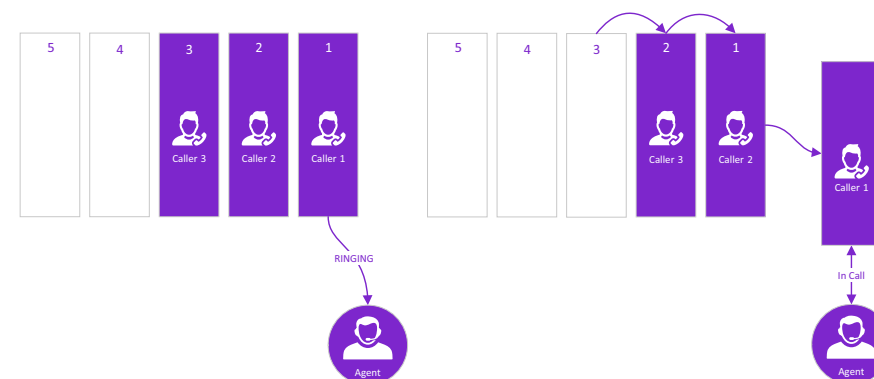 5 4 3 2 1
Caller 3 Caller 2 Caller 1
RINGING
Agent
5 4 3 2 1
Caller 3 Caller 2
Caller 1
In Call
Agent